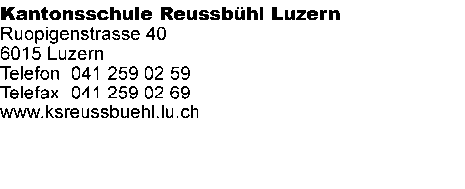 Kantonsschule Reussbühl Luzern
Ruopigenstrasse 40
6015 Luzern
Telefon 041 259 02 59
Telefax 041 259 02 69
www.ksreussbuehl.lu.ch